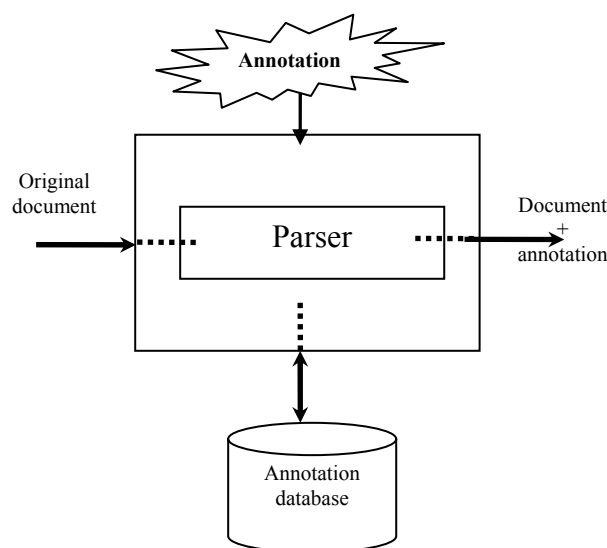 Annotation
Original
document
Parser
Document
+
annotation
Annotation
database